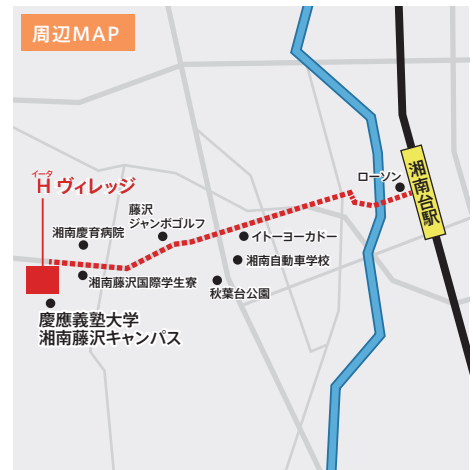 周辺MAP
ローソン
湘南台駅
イータ
H ヴィレッジ
藤沢
ジャンボゴルフ
湘南慶育病院
イトーヨーカドー
湘南自動車学校
湘南藤沢国際学生寮
秋葉台公園
慶應義塾大学
湘南藤沢キャンパス